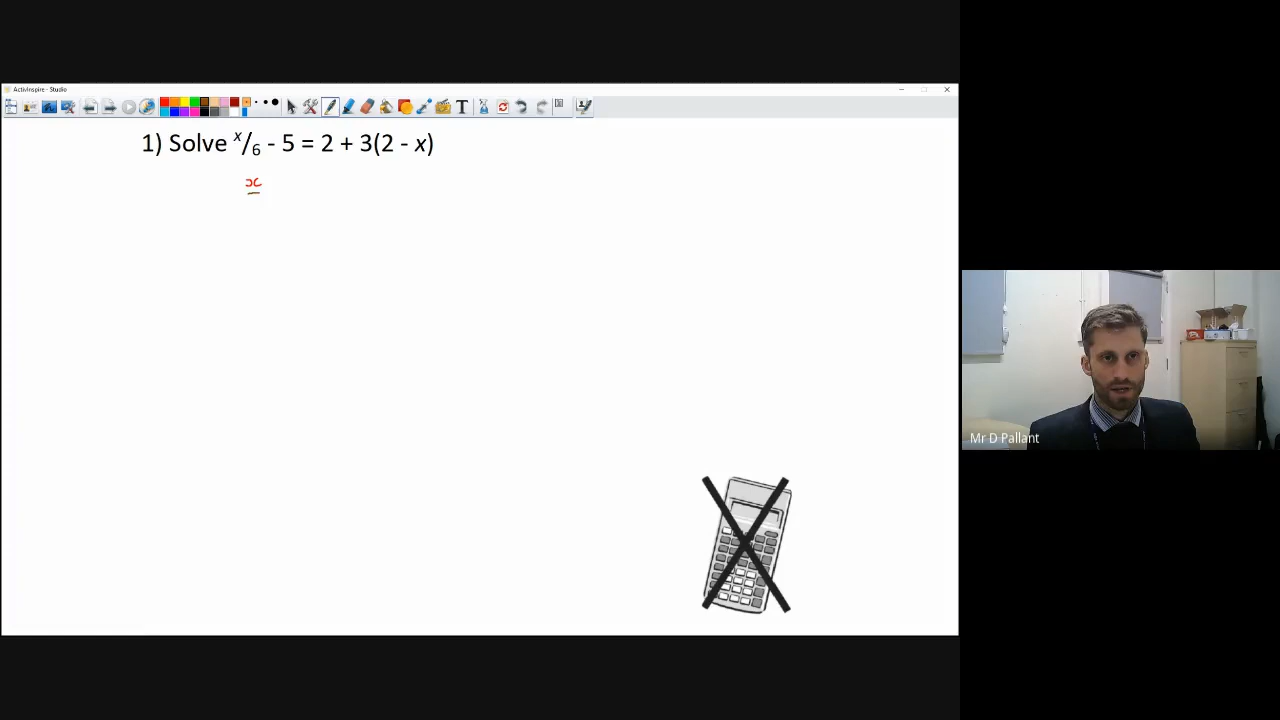 ActivInspire - Studio
1) Solve ˣ/₆ - 5 = 2 + 3(2 - x)
x
Mr D Pallant